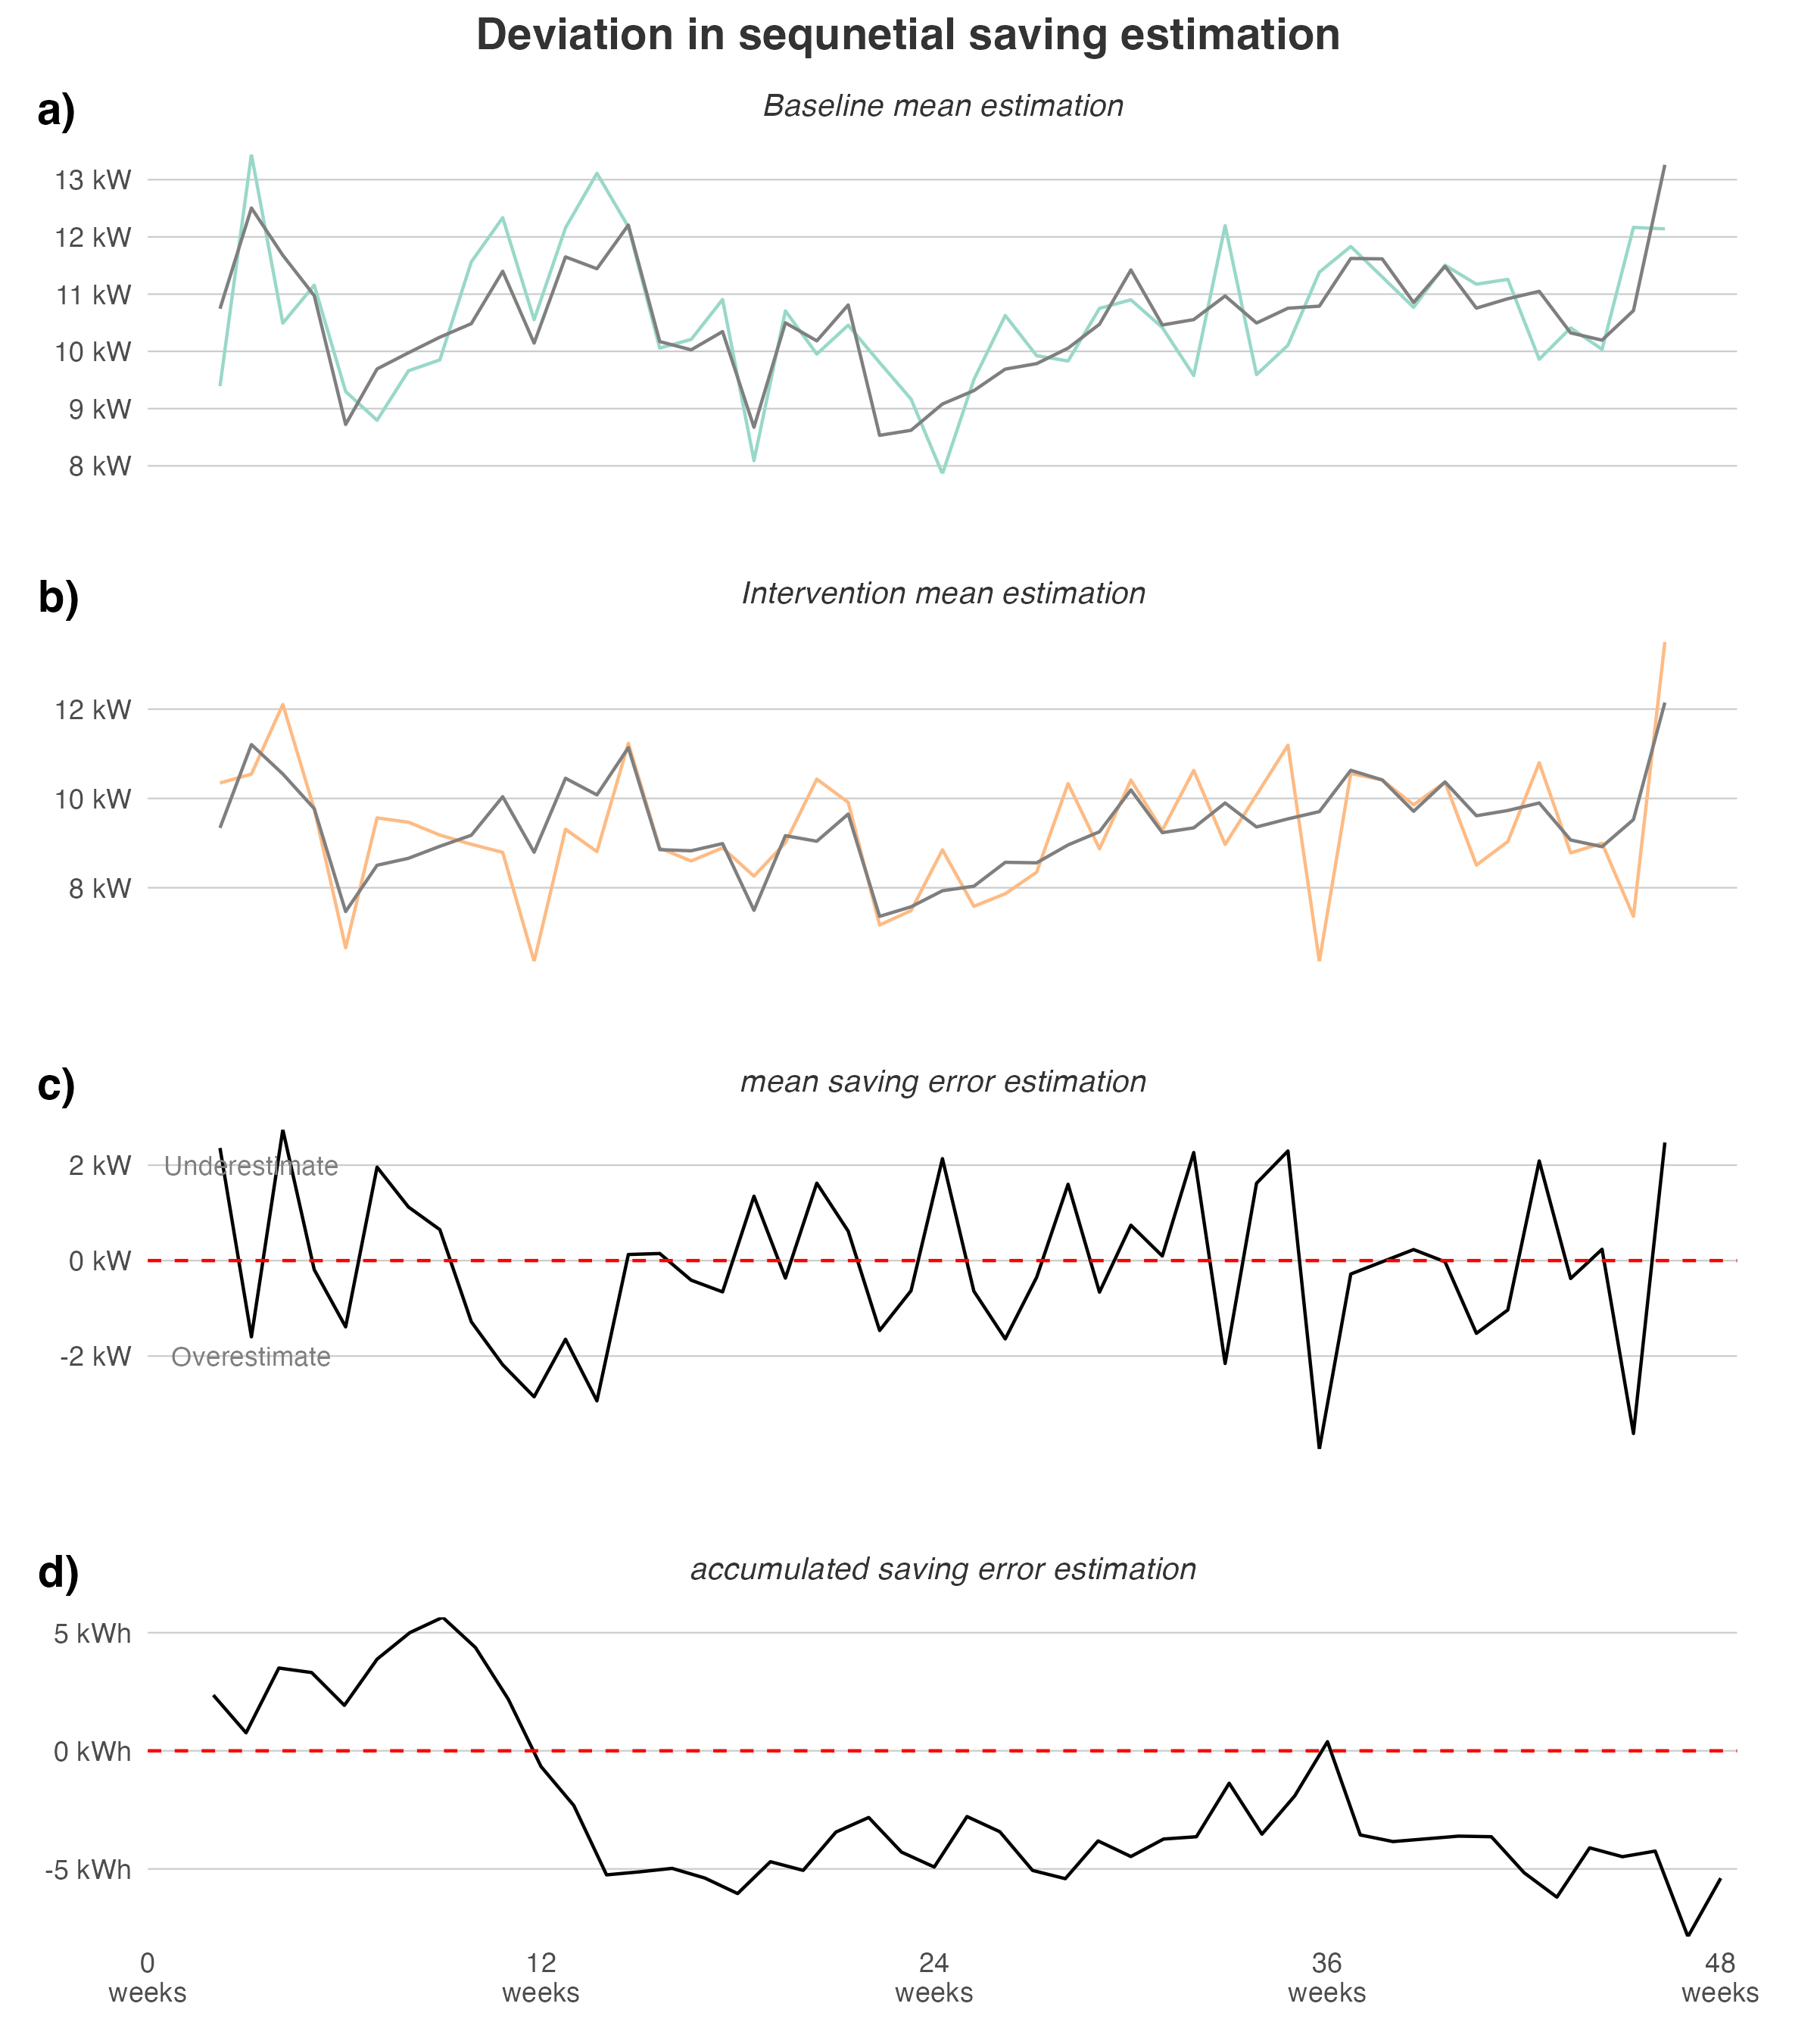 Deviation in sequnetial saving estimation
a)
Baseline mean estimation
13 kW
12 kW
11 kW
10 kW
9 kW
8 kW
b)
Intervention mean estimation
12 kW
10 kW
8 kW
c)
mean saving error estimation
2 kW
Underestimate
0 kW
-2 kW
Overestimate
d)
accumulated saving error estimation
5 kWh
0 kWh
-5 kWh
0 12 24 36 48
weeks weeks weeks weeks weeks